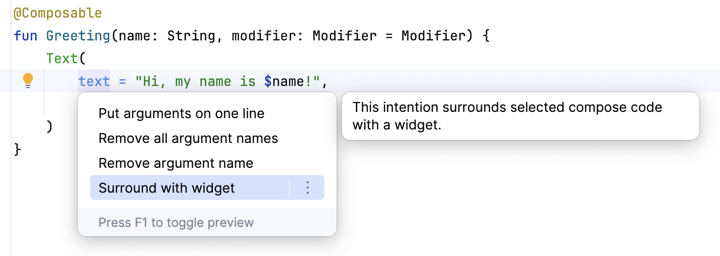 @Composable
fun Greeting(name: String, modifier: Modifier = Modifier) {
Text(
text = "Hi, my name is $name!",
Put arguments on one line
Remove all argument names
Remove argument name
Surround with widget
Press F1 to toggle preview
This intention surrounds selected compose code
with a widget.
)
}